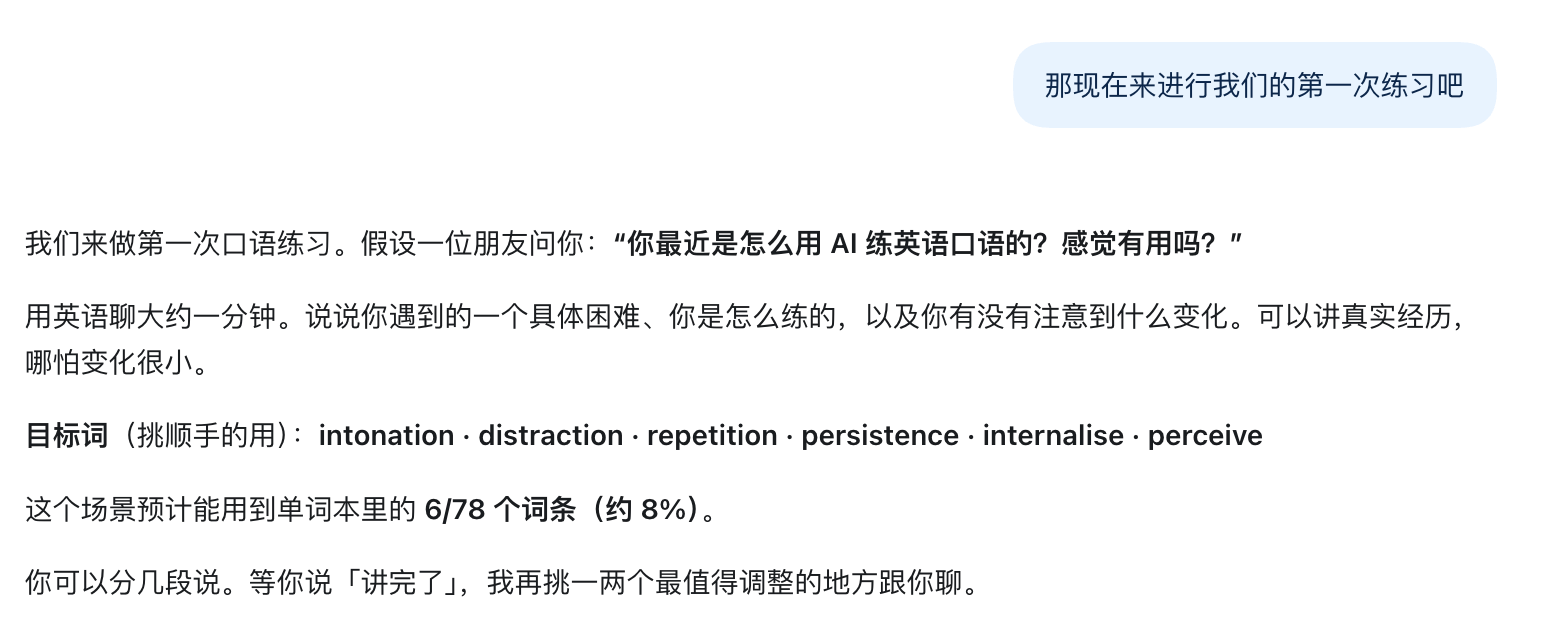 那现在来进行我们的第一次练习吧
我们来做第一次口语练习。假设一位朋友问你：“你最近是怎么用 AI 练英语口语的？感觉有用吗？”
用英语聊大约一分钟。说说你遇到的一个具体困难、你是怎么练的，以及你有没有注意到什么变化。可以讲真实经历，
哪怕变化很小。
目标词（挑顺手的用）：intonation · distraction · repetition · persistence · internalise · perceive
这个场景预计能用到单词本里的 6/78 个词条（约 8%）。
你可以分几段说。等你说「讲完了」，我再挑一两个最值得调整的地方跟你聊。